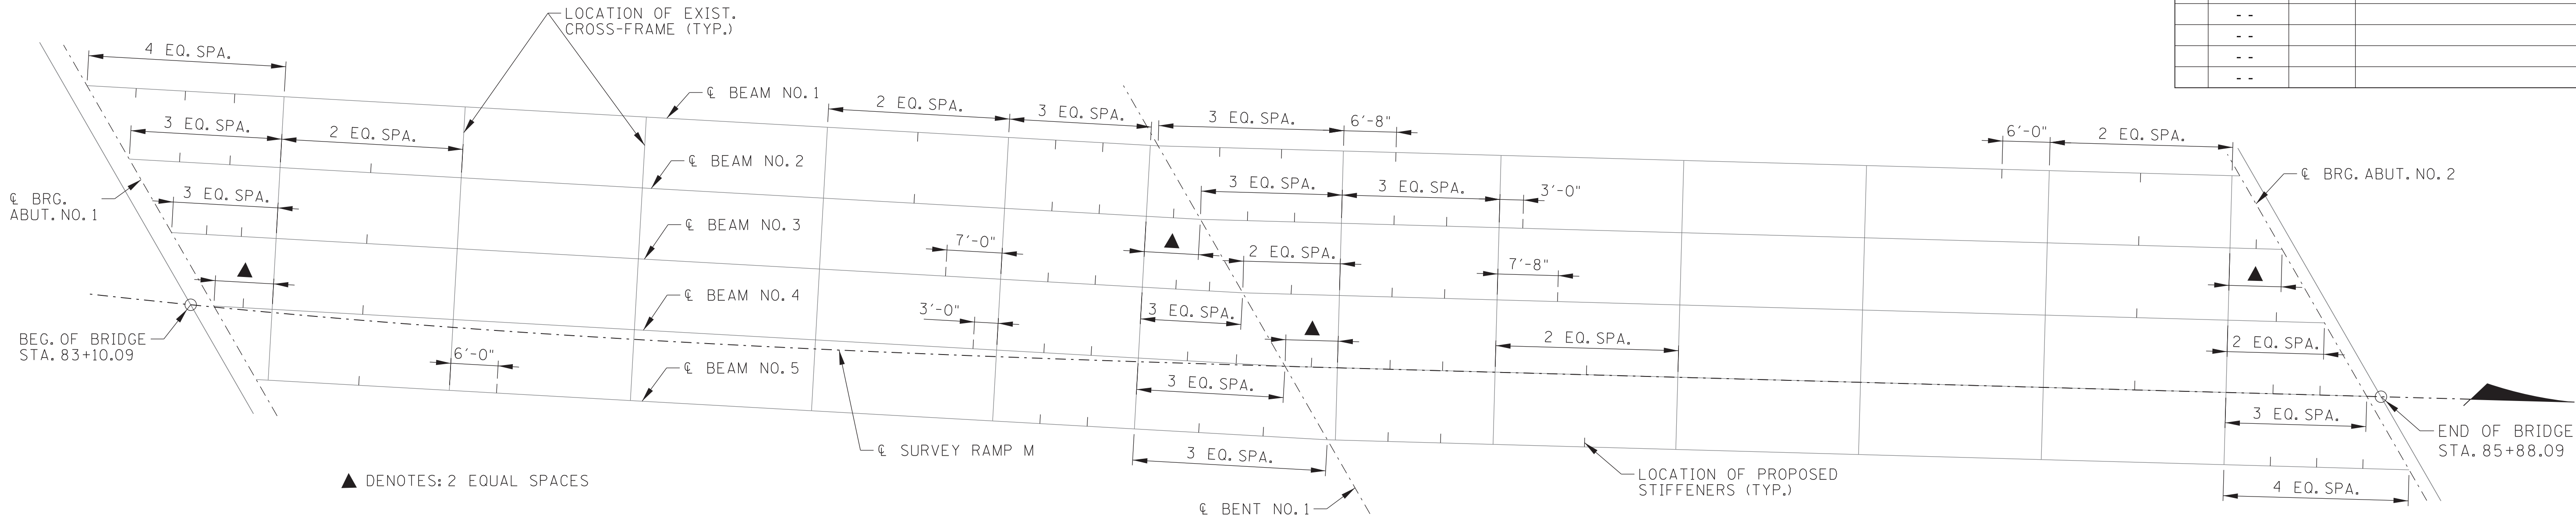 LOCATION OF EXIST.
CROSS-FRAME (TYP.)
- -
- -
- -
- -
4 EQ. SPA.
℄ BEAM NO. 1
2 EQ. SPA.
3 EQ. SPA.
3 EQ. SPA.
6'-8"
6'-0"
2 EQ. SPA.
3 EQ. SPA.
2 EQ. SPA.
℄ BEAM NO. 2
℄ BRG. ABUT. NO. 2
℄ BRG.
ABUT. NO. 1
3 EQ. SPA.
3 EQ. SPA.
3 EQ. SPA.
3'-0"
℄ BEAM NO. 3
7'-0"
▲
2 EQ. SPA.
7'-8"
▲
▲
℄ BEAM NO. 4
3'-0"
3 EQ. SPA.
▲
BEG. OF BRIDGE
STA. 83+10.09
6'-0"
℄ BEAM NO. 5
2 EQ. SPA.
2 EQ. SPA.
3 EQ. SPA.
3 EQ. SPA.
END OF BRIDGE
STA. 85+88.09
℄ SURVEY RAMP M
3 EQ. SPA.
▲ DENOTES: 2 EQUAL SPACES
LOCATION OF PROPOSED
STIFFENERS (TYP.)
4 EQ. SPA.
℄ BENT NO. 1